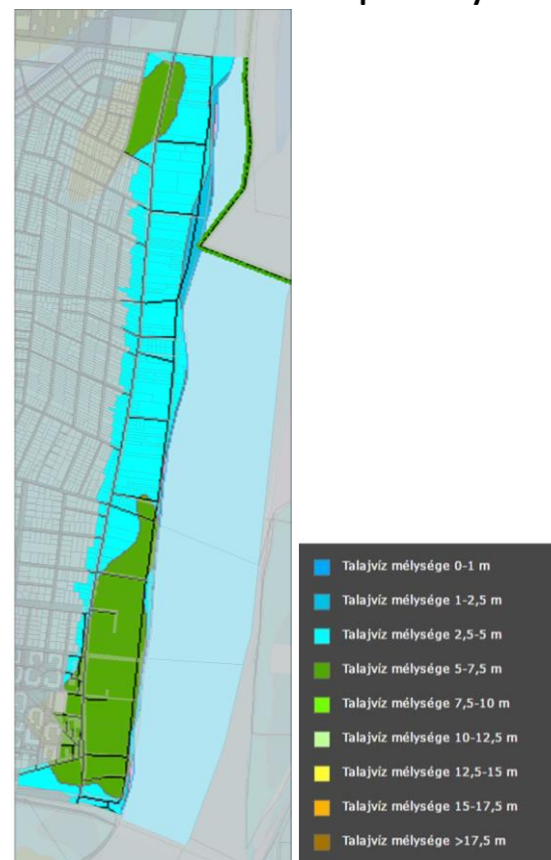 Talajvíz mélysége 0-1 m
Talajvíz mélysége 1-2,5 m
Talajvíz mélysége 2,5-5 m
Talajvíz mélysége 5-7,5 m
Talajvíz mélysége 7,5-10 m
Talajvíz mélysége 10-12,5 m
Talajvíz mélysége 12,5-15 m
Talajvíz mélysége 15-17,5 m
Talajvíz mélysége >17,5 m